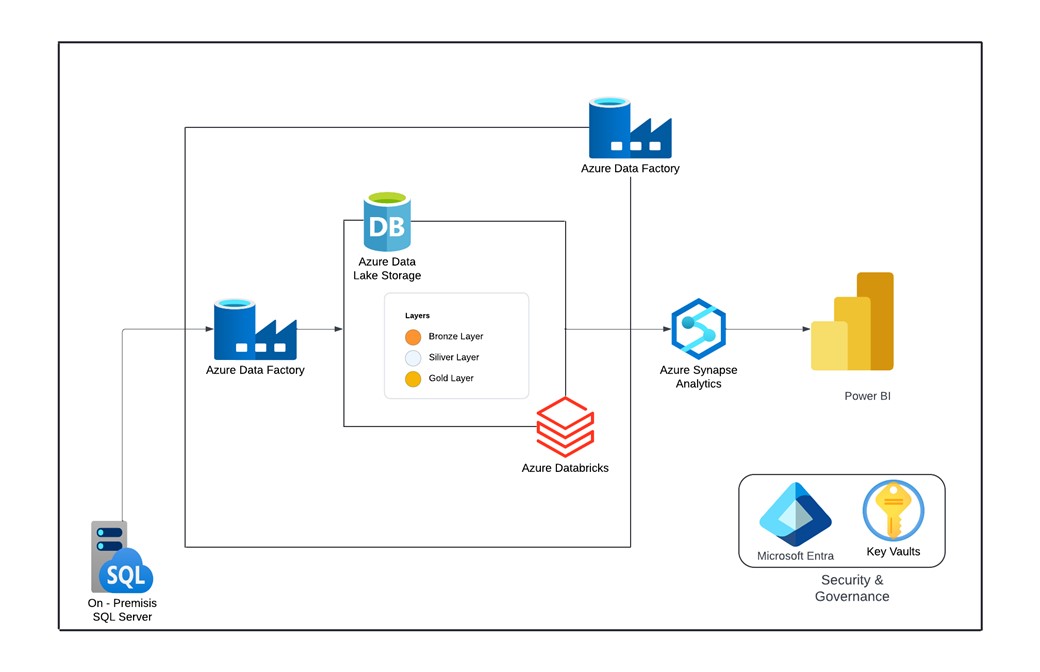 Azure Data Factory
DB
Azure Data
Lake Storage
Layers
Bronze Layer
Siliver Layer
Gold Layer
Azure Data Factory
Azure Synapse
Analytics
Power BI
Azure Databricks
SQL
On - Premisis
SQL Server
Microsoft Entra
Key Vaults
Security &
Governance